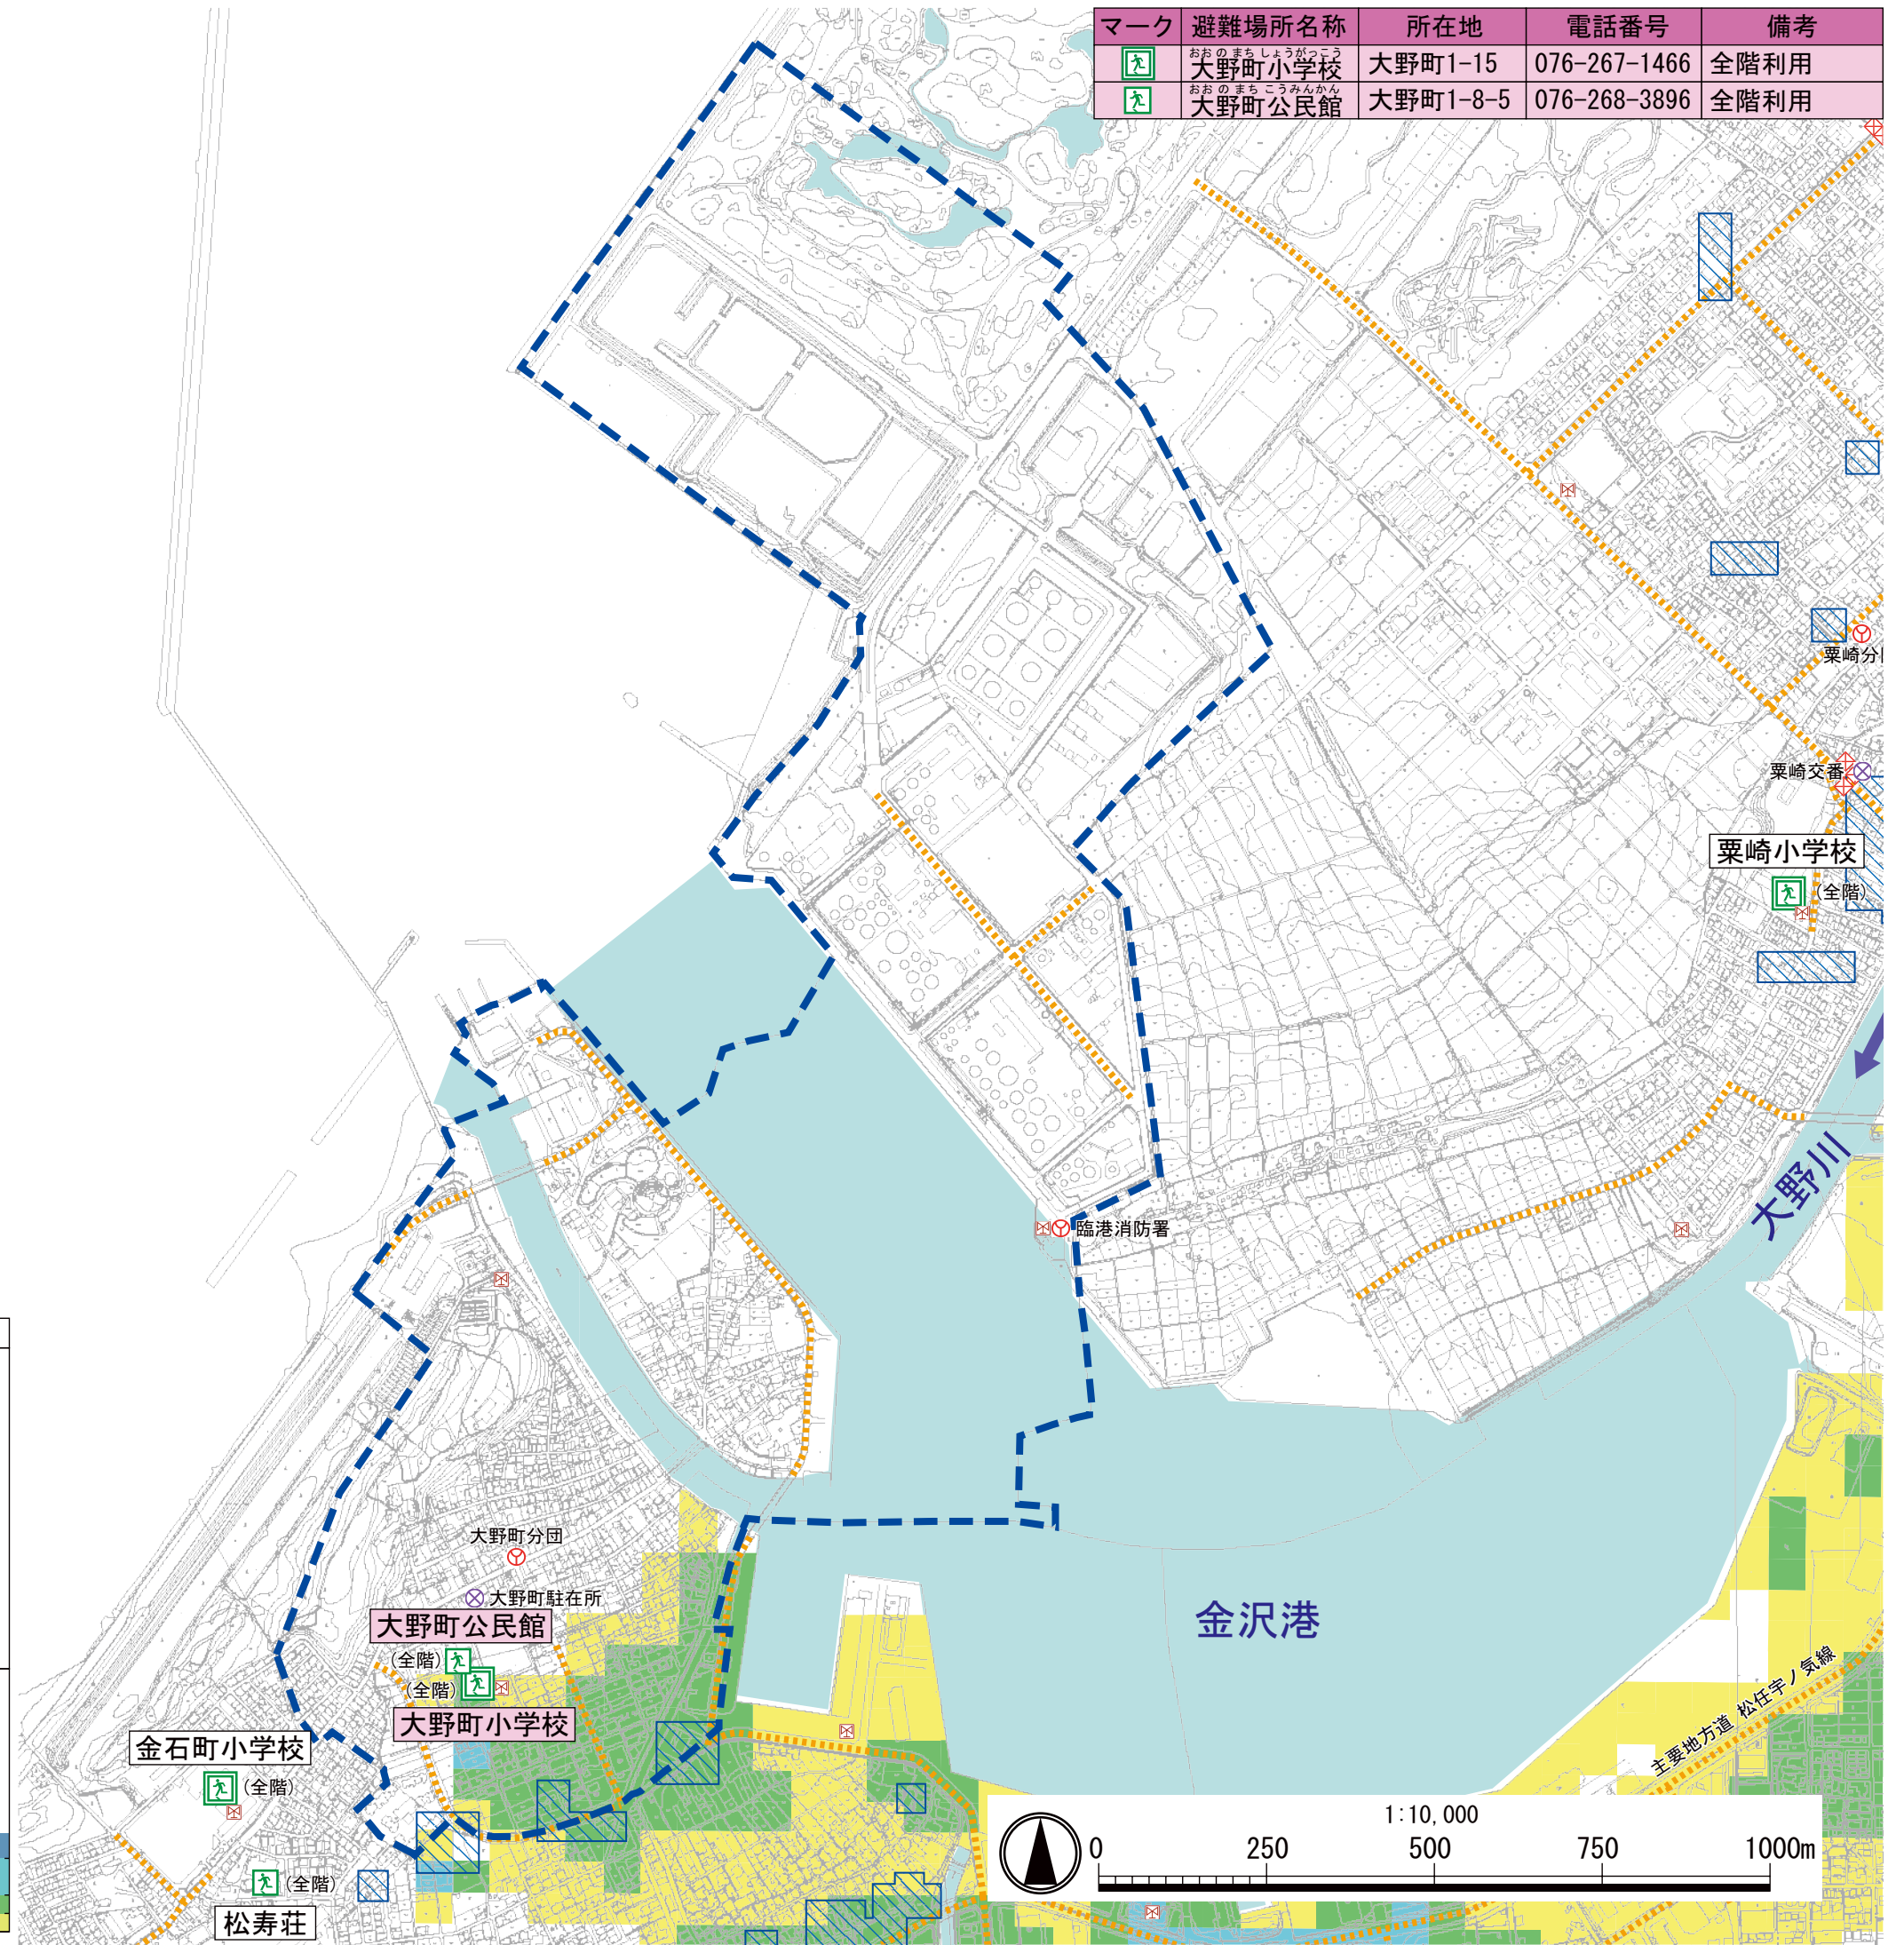 マーク 避難場所名称 所在地 電話番号 備考
おおのまちしょうがっこう
大野町小学校 大野町1-15 076-267-1466 全階利用
おおのまちこうみんかん
大野町公民館 大野町1-8-5 076-268-3896 全階利用
粟崎分
粟崎交番
粟崎小学校
(全階)
大野川
臨港消防署
大野町分団
大野町駐在所
大野町公民館
(全階)
(全階)
大野町小学校
金沢港
主要地方道 松任宇ノ気線
金石町小学校
(全階)
(全階)
松寿荘
1:10,000
0 250 500 750 1000m